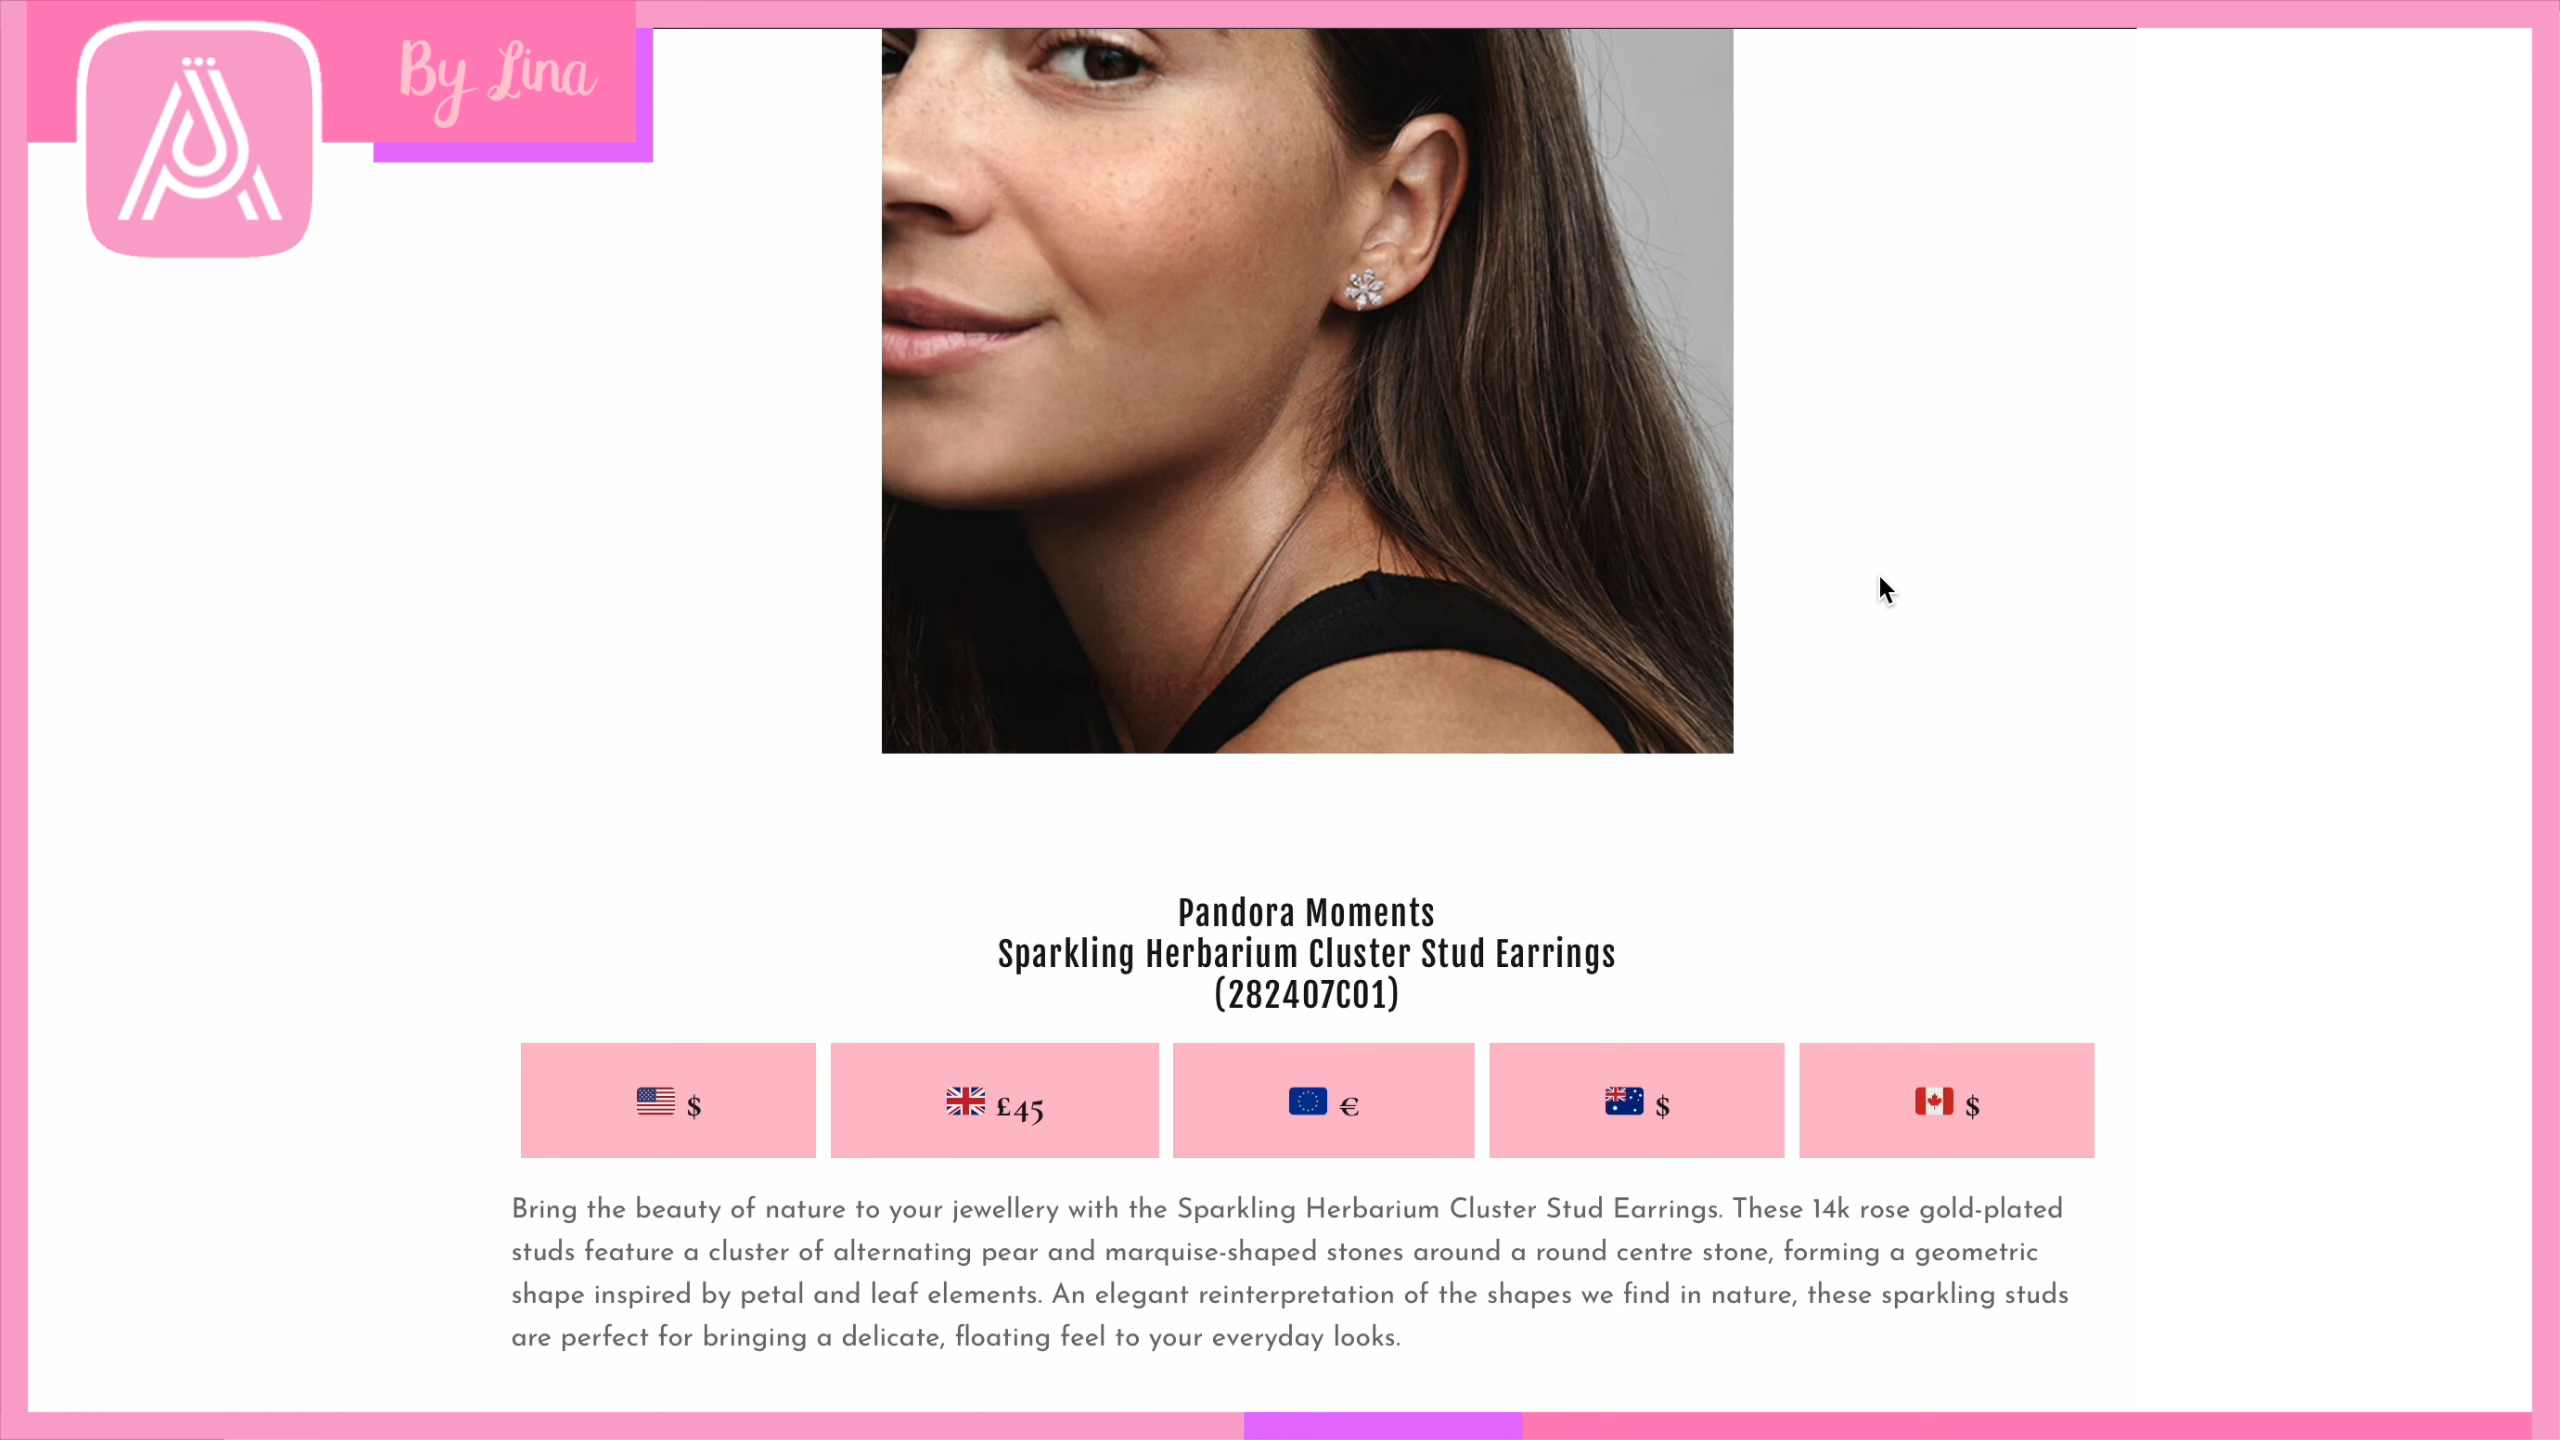 By Lina
Pandora Moments
Sparkling Herbarium Cluster Stud Earrings
(282407C01)
$
£45
€
$
$
Bring the beauty of nature to your jewellery with the Sparkling Herbarium Cluster Stud Earrings. These 14k rose gold-plated
studs feature a cluster of alternating pear and marquise-shaped stones around a round centre stone, forming a geometric
shape inspired by petal and leaf elements. An elegant reinterpretation of the shapes we find in nature, these sparkling studs
are perfect for bringing a delicate, floating feel to your everyday looks.